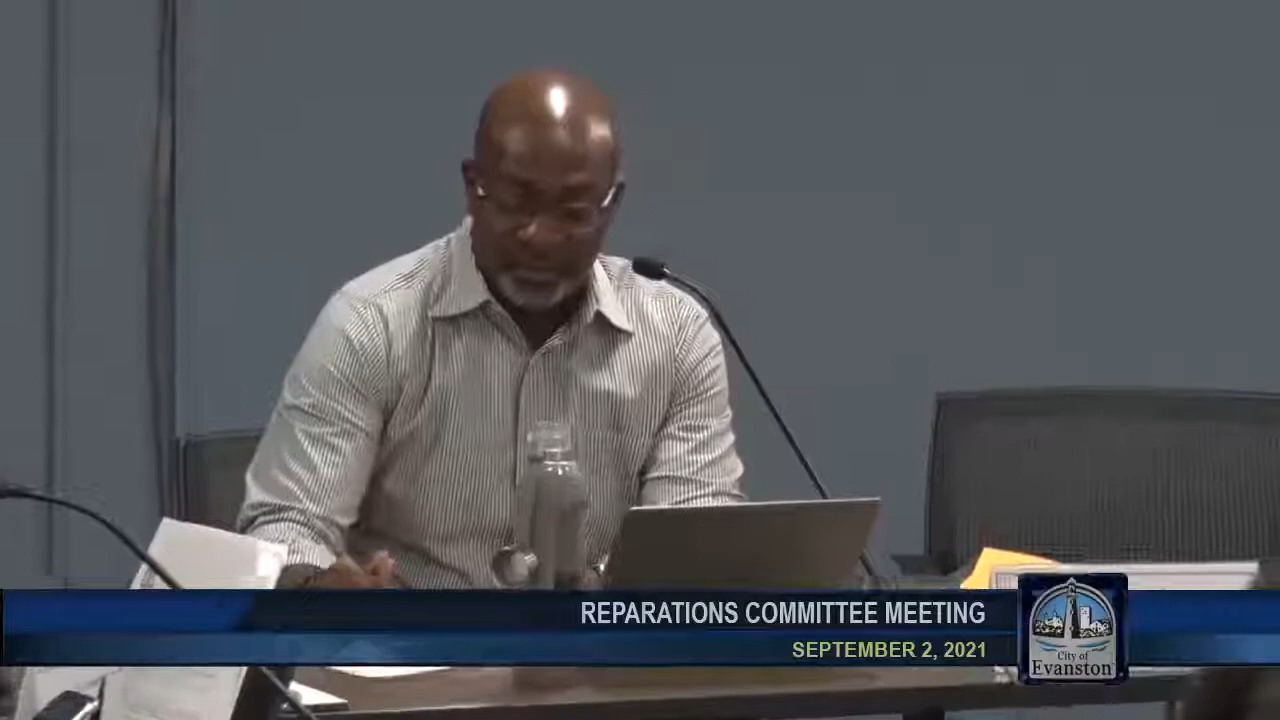 REPARATIONS COMMITTEE MEETING
SEPTEMBER 2, 2021
City of
Evanston